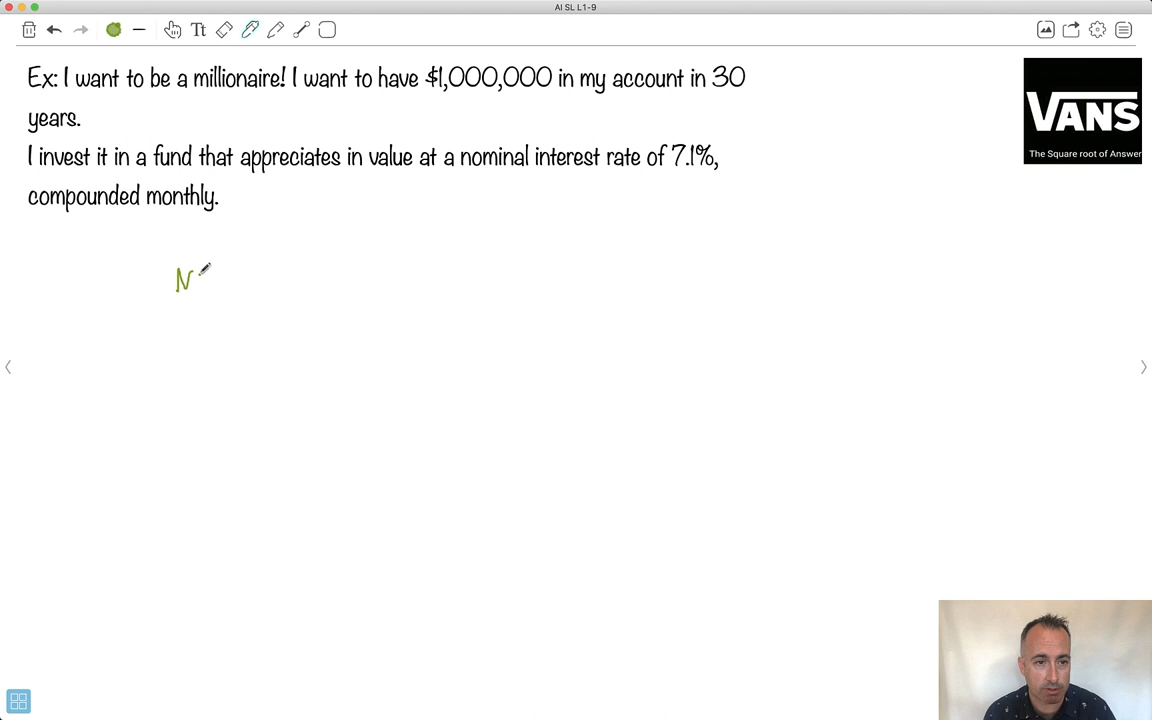 AI SL L1-9
Tt
Ex: I want to be a millionaire! I want to have $1,000,000 in my account in 30
years.
I invest it in a fund that appreciates in value at a nominal interest rate of 7.1%,
compounded monthly.
VANS
The Square root of Answer
N